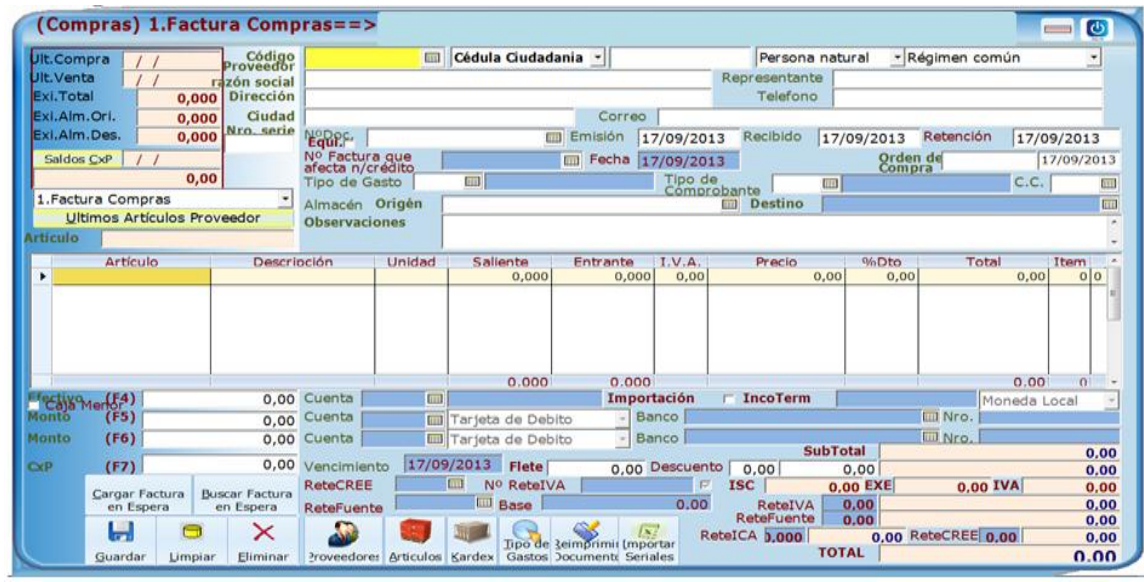 (Compras) 1.Factura Compras==>
Ult.Compra / / Código Proveedor Cédula Ciudadania Persona natural Régimen común
Ult.Venta / / razón social Representante
Exi.Total 0,000 Dirección Telefono
Exi.Alm.Ori. 0,000 Ciudad Correo
Exi.Alm.Des. 0,000 Nro. serie NºDoc. Equi. Emisión 17/09/2013 Recibido 17/09/2013 Retención 17/09/2013
Saldos CxP / / Nº Factura que afecta n/crédito Fecha 17/09/2013 Orden de Compra 17/09/2013
0,00 Tipo de Gasto Tipo de Comprobante C.C.
1.Factura Compras Almacén Origên Destino
Ultimos Artículos Proveedor Observaciones
Artículo
Artículo Descripción Unidad Saliente Entrante I.V.A. Precio %Dto Total Item
0,000 0,000 0,00 0,00 0,00 0,00 0 0
0.000 0.000 0.00 0
Efectivo (F4) 0,00 Cuenta Importación IncoTerm Moneda Local
Caja Menor
Monto (F5) 0,00 Cuenta Tarjeta de Debito Banco Nro.
Monto (F6) 0,00 Cuenta Tarjeta de Debito Banco Nro.
SubTotal 0.00
CxP (F7) 0,00 Vencimiento 17/09/2013 Flete 0,00 Descuento 0,00 0,00 0.00
Cargar Factura en Espera Buscar Factura en Espera ReteCREE Nº ReteIVA ISC 0,00 EXE 0,00 IVA 0.00
ReteFuente Base 0.00 ReteIVA 0,00 0,00 0.00
ReteFuente 0.00 0,00 0.00
Guardar Limpiar Eliminar Proveedores Articulos Kardex Tipo de Gastos Reimprimir Documento Importar Seriales
ReteICA 0.000 0,00 ReteCREE 0.00 0,00
TOTAL 0.00